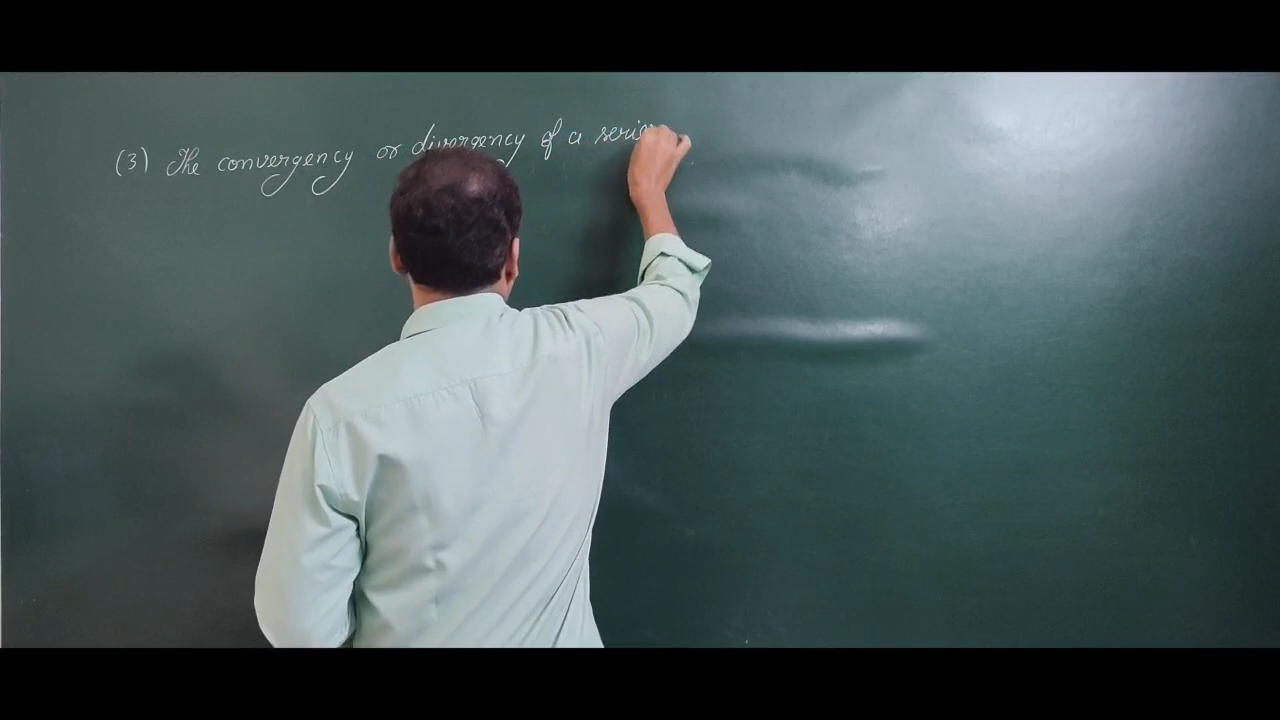 (3) The convergency or divergency of a series